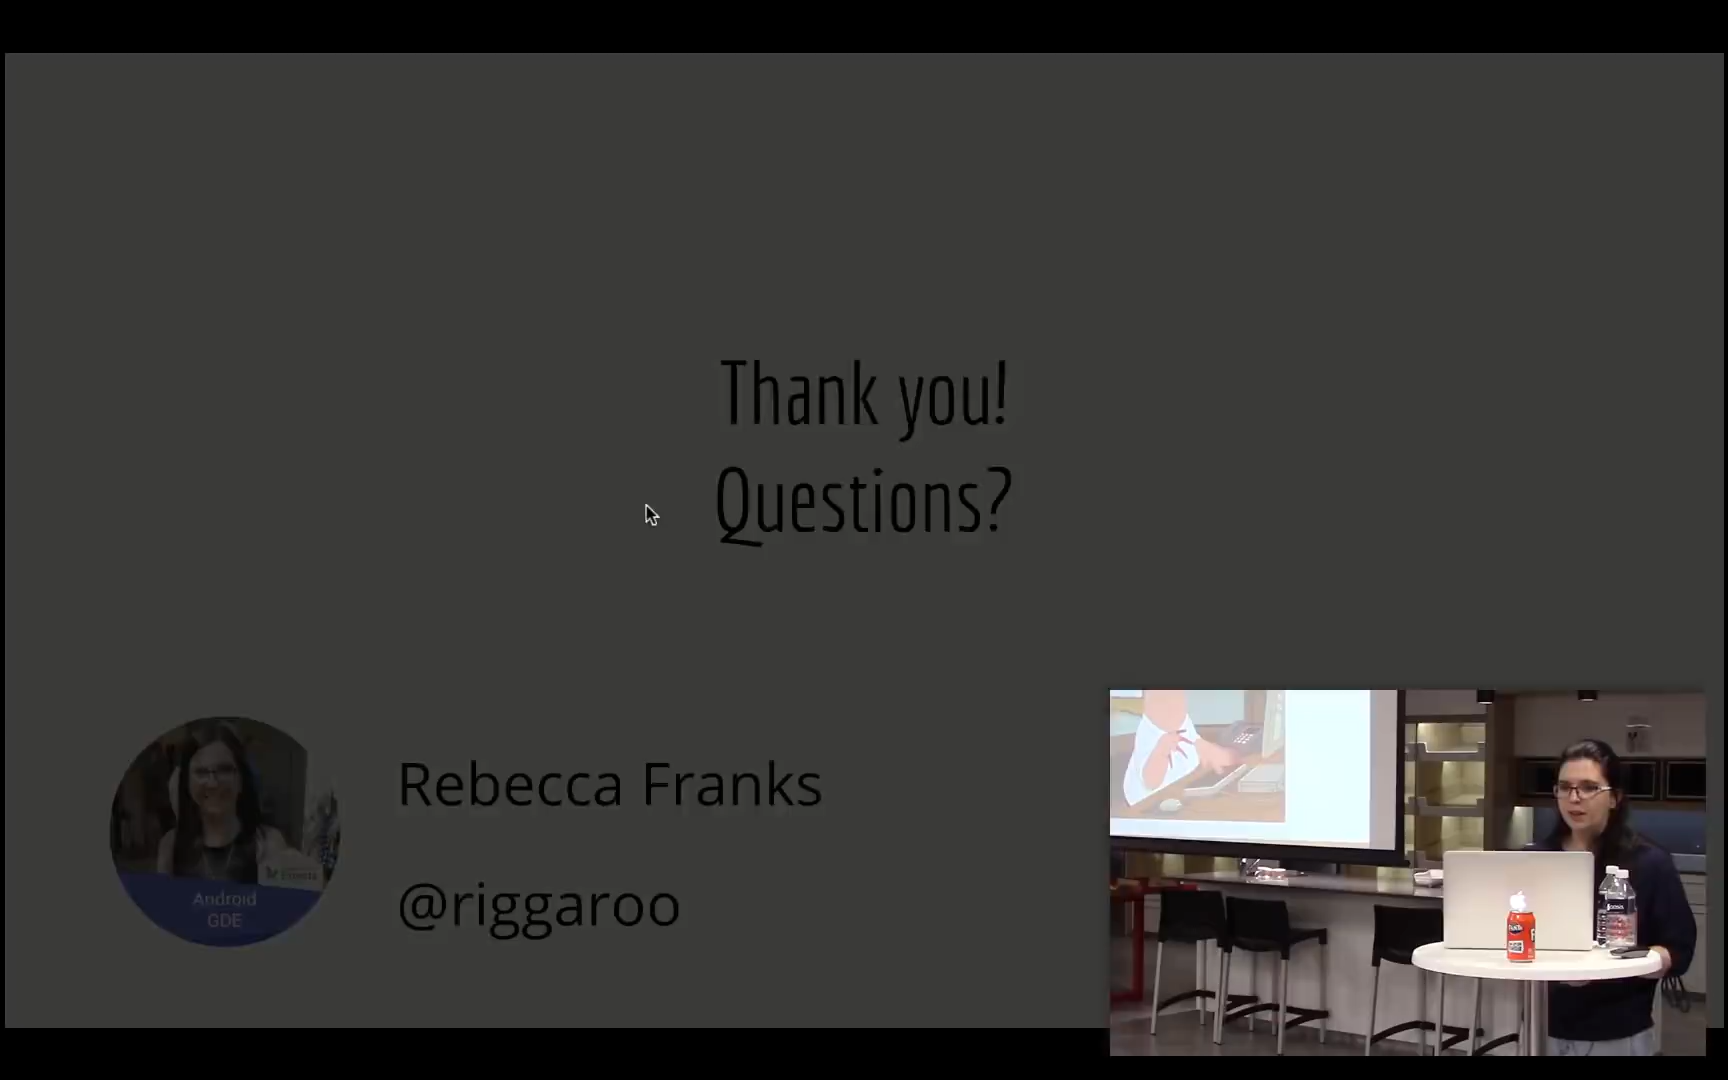 Thank you!
Questions?
Rebecca Franks
@riggaroo
Android
GDE